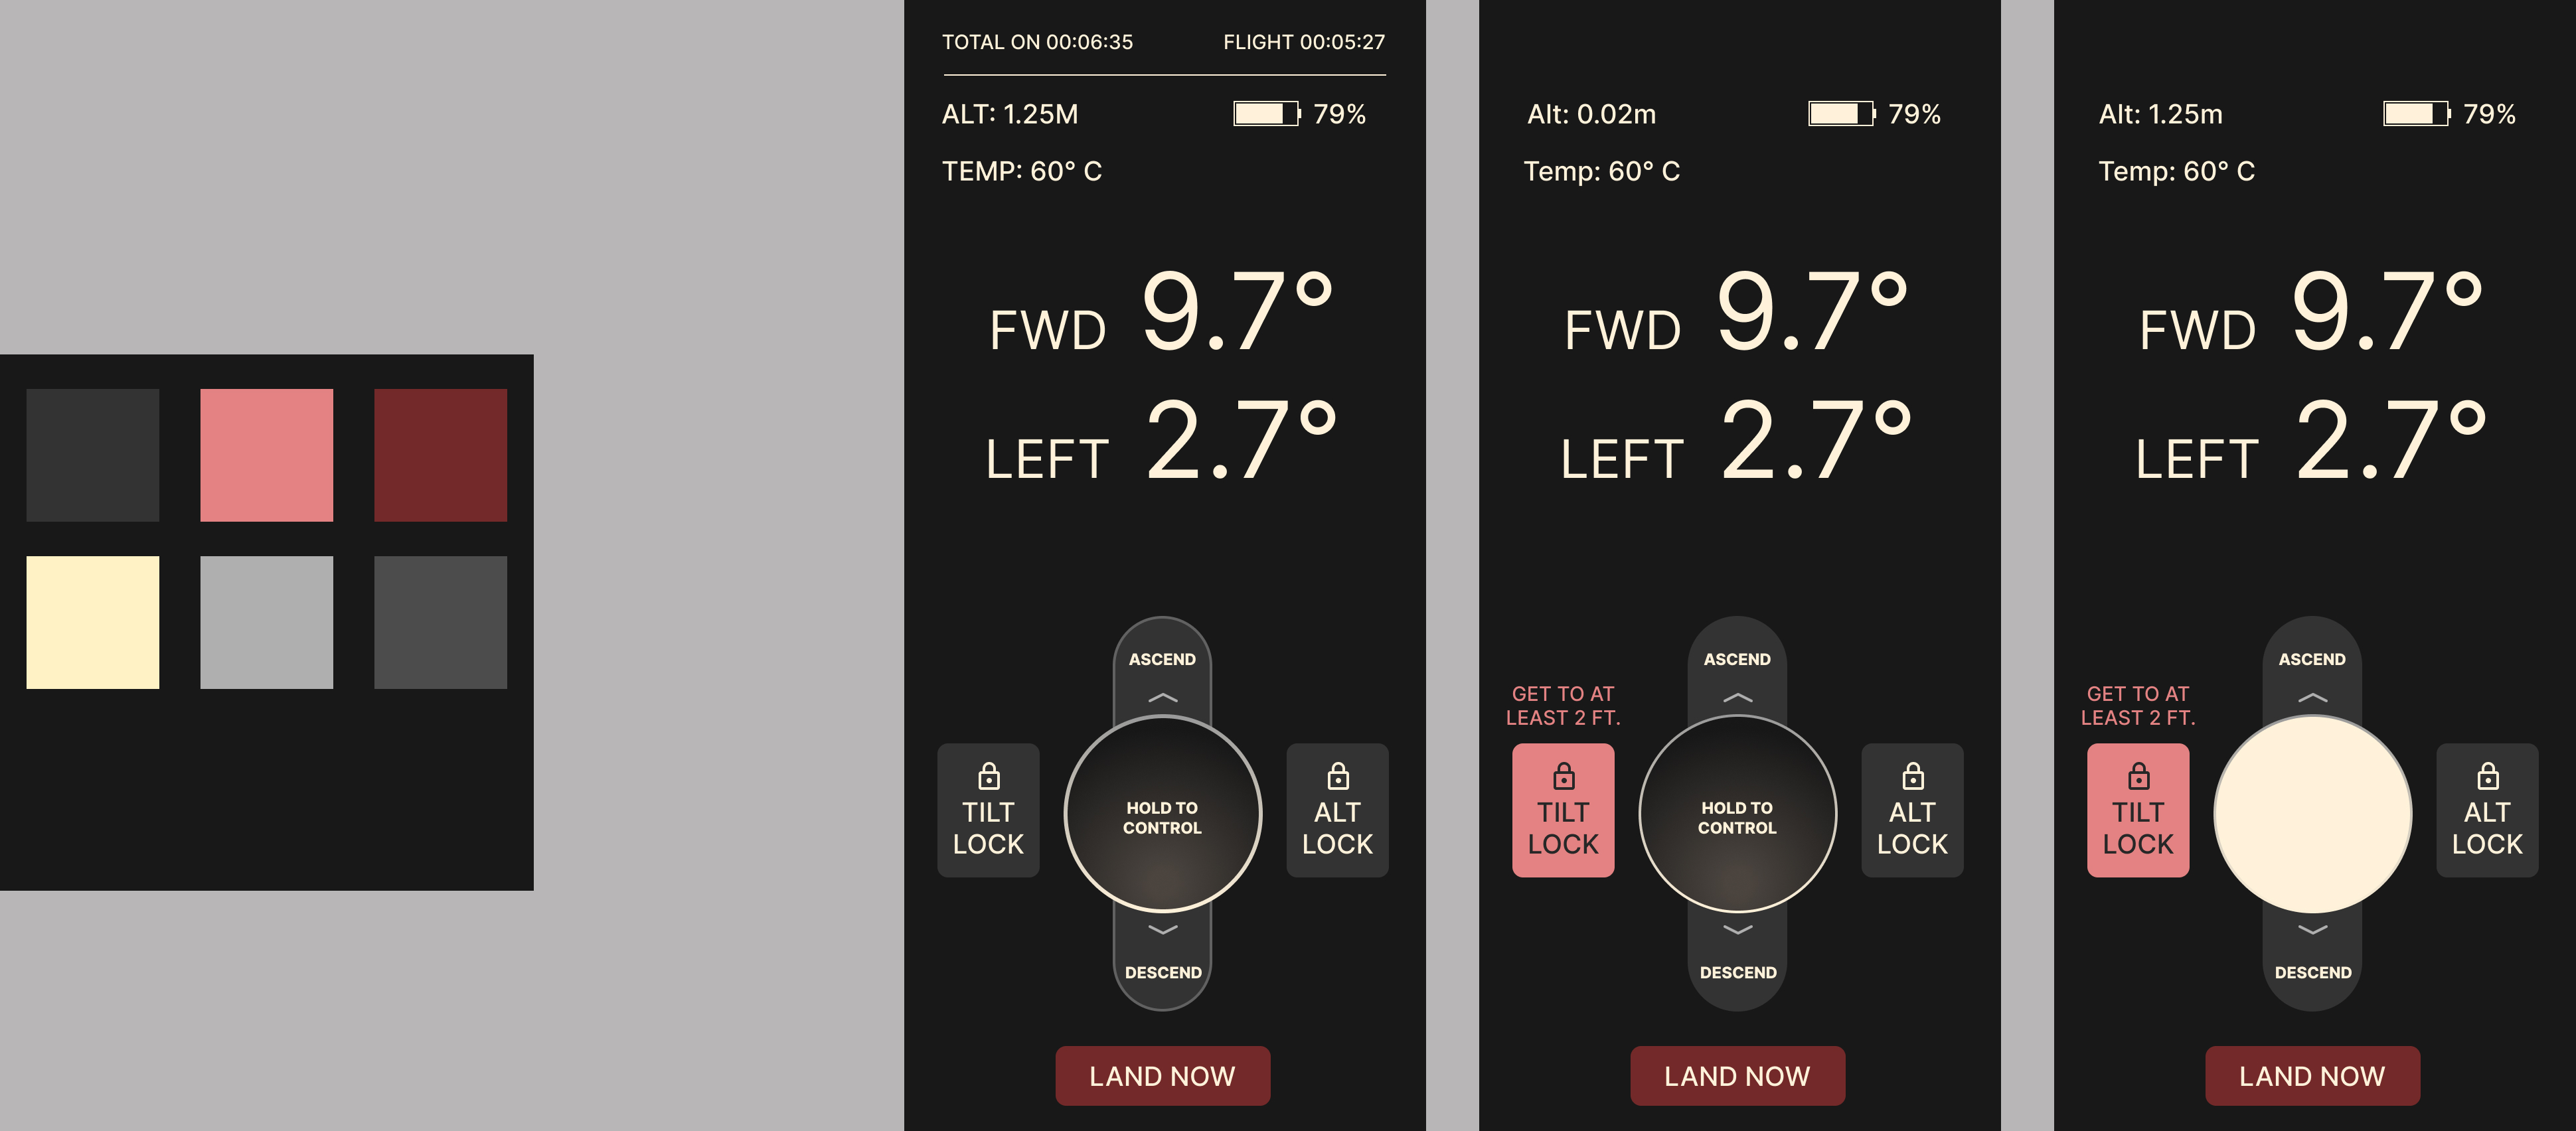 TOTAL ON 00:06:35 FLIGHT 00:05:27
ALT: 1.25M 79%
TEMP: 60° C
FWD 9.7°
LEFT 2.7°
ASCEND
TILT
LOCK
HOLD TO
CONTROL
ALT
LOCK
DESCEND
LAND NOW
Alt: 0.02m 79%
Temp: 60° C
FWD 9.7°
LEFT 2.7°
ASCEND
GET TO AT
LEAST 2 FT.
TILT
LOCK
HOLD TO
CONTROL
ALT
LOCK
DESCEND
LAND NOW
Alt: 1.25m 79%
Temp: 60° C
FWD 9.7°
LEFT 2.7°
ASCEND
GET TO AT
LEAST 2 FT.
TILT
LOCK
ALT
LOCK
DESCEND
LAND NOW